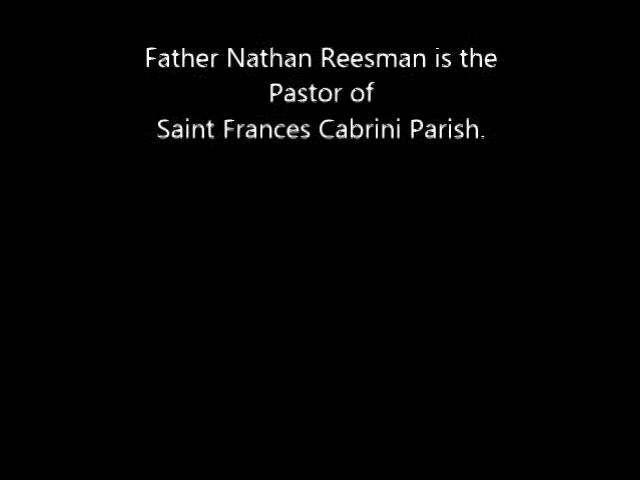 Father Nathan Reesman is the
Pastor of
Saint Frances Cabrini Parish.